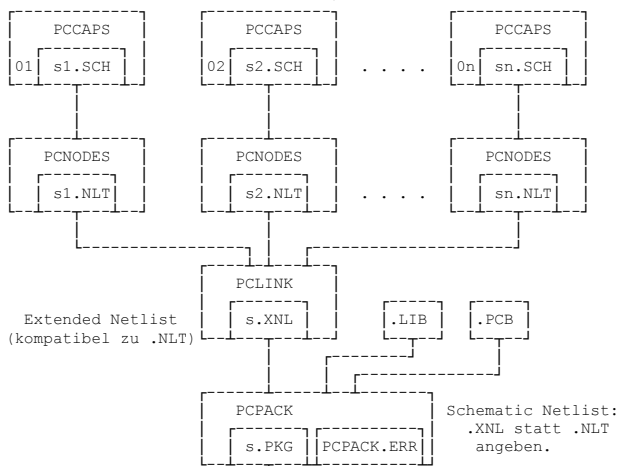 PCCAPS PCCAPS PCCAPS
01 s1.SCH 02 s2.SCH . . . . 0n sn.SCH
PCNODES PCNODES PCNODES
s1.NLT s2.NLT . . . . sn.NLT
PCLINK
Extended Netlist s.XNL .LIB .PCB
(kompatibel zu .NLT)
PCPACK Schematic Netlist:
.XNL statt .NLT
s.PKG PCPACK.ERR angeben.